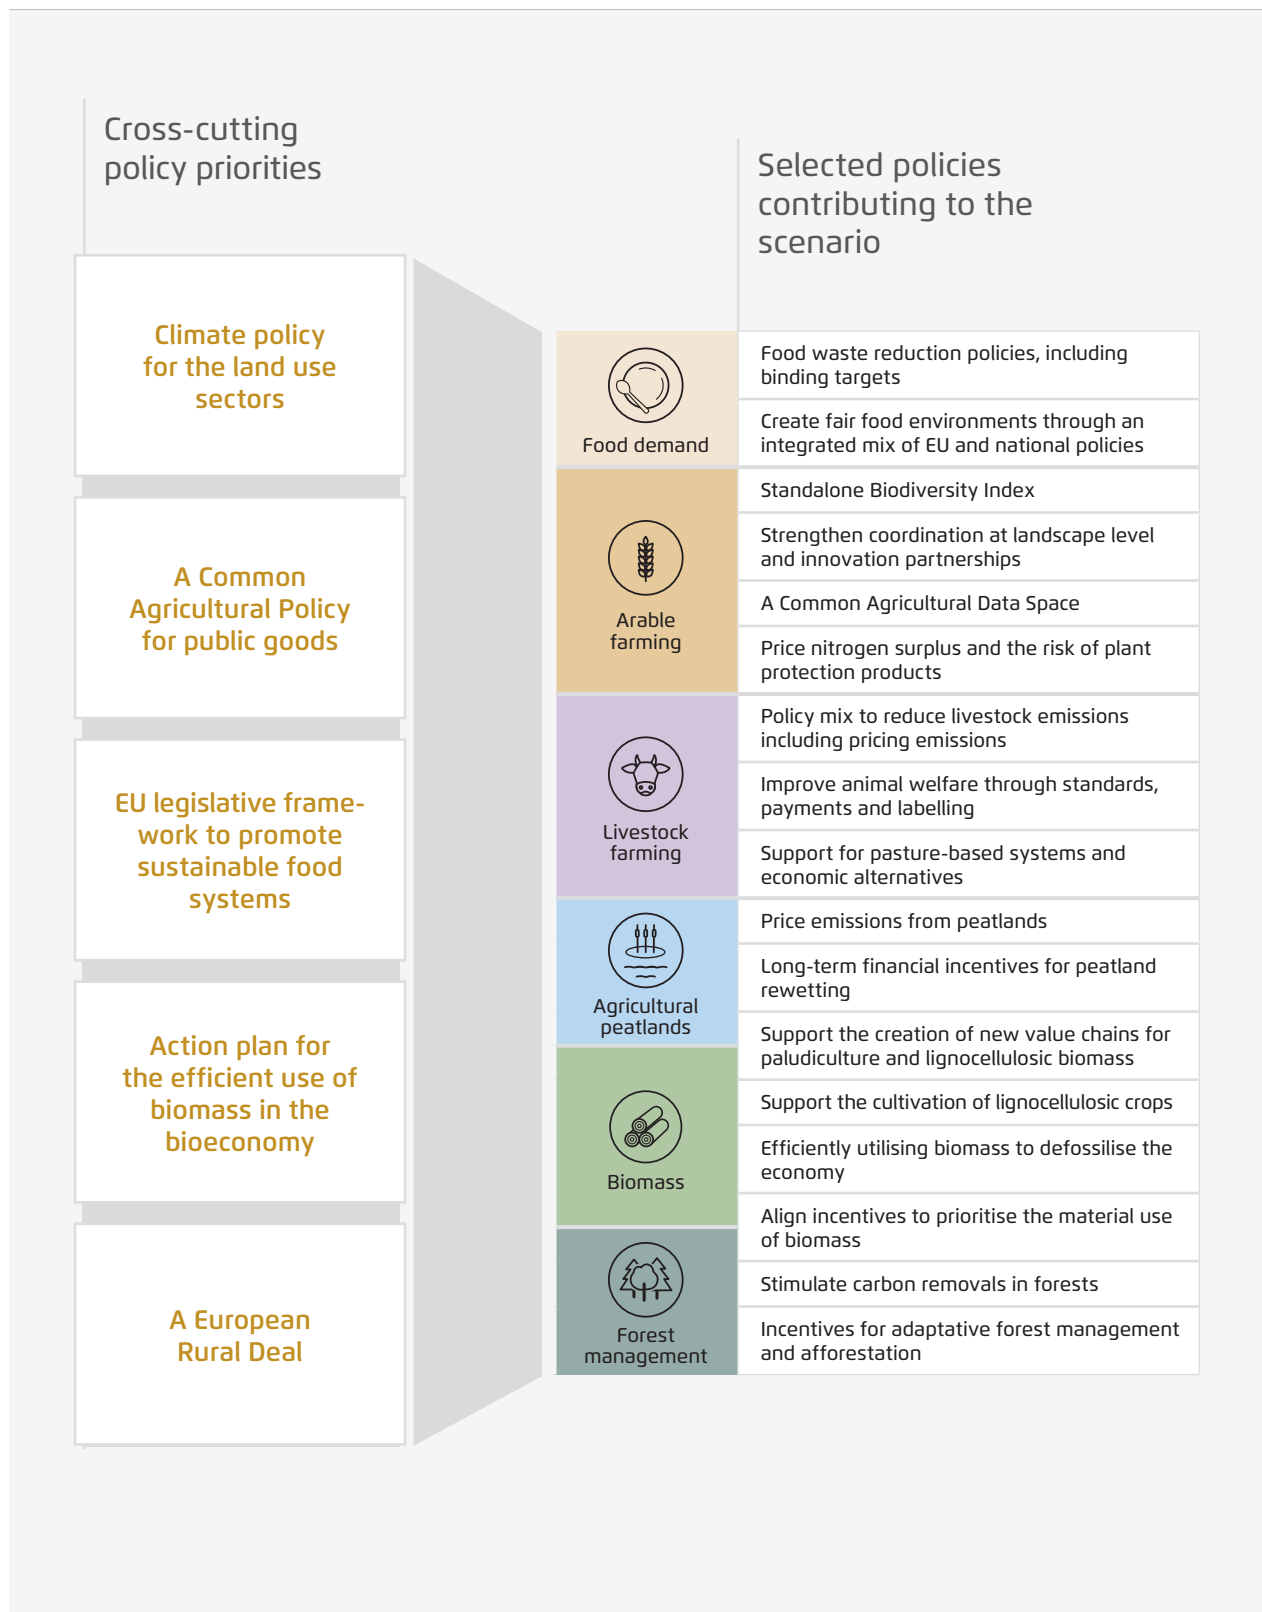 Cross-cutting
policy priorities
Climate policy
for the land use
sectors
A Common
Agricultural Policy
for public goods
EU legislative frame-
work to promote
sustainable food
systems
Action plan for
the efficient use of
biomass in the
bioeconomy
A European
Rural Deal
Selected policies
contributing to the
scenario
Food demand
Food waste reduction policies, including
binding targets
Create fair food environments through an
integrated mix of EU and national policies
Arable
farming
Standalone Biodiversity Index
Strengthen coordination at landscape level
and innovation partnerships
A Common Agricultural Data Space
Price nitrogen surplus and the risk of plant
protection products
Livestock
farming
Policy mix to reduce livestock emissions
including pricing emissions
Improve animal welfare through standards,
payments and labelling
Support for pasture-based systems and
economic alternatives
Agricultural
peatlands
Price emissions from peatlands
Long-term financial incentives for peatland
rewetting
Support the creation of new value chains for
paludiculture and lignocellulosic biomass
Biomass
Support the cultivation of lignocellulosic crops
Efficiently utilising biomass to defossilise the
economy
Align incentives to prioritise the material use
of biomass
Forest
management
Stimulate carbon removals in forests
Incentives for adaptative forest management
and afforestation